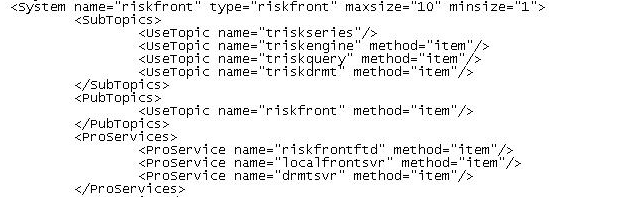 <System name="riskfront" type="riskfront" maxsize="10" minsize="1">
<SubTopics>
<UseTopic name="triskseries"/>
<UseTopic name="triskengine" method="item"/>
<UseTopic name="triskquery" method="item"/>
<UseTopic name="triskdrmt" method="item"/>
</SubTopics>
<PubTopics>
<UseTopic name="riskfront" method="item"/>
</PubTopics>
<ProServices>
<ProService name="riskfrontftd" method="item"/>
<ProService name="localfrontsvr" method="item"/>
<ProService name="drmtsvr" method="item"/>
</ProServices>